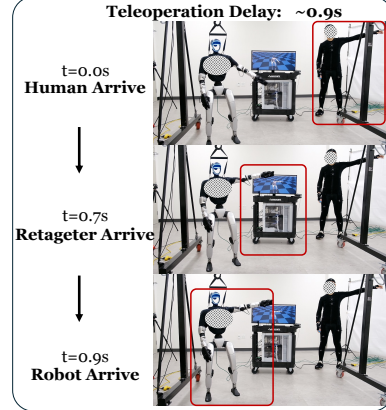 Teleoperation Delay: ~0.9s
t=0.0s
Human Arrive
t=0.7s
Retageter Arrive
t=0.9s
Robot Arrive